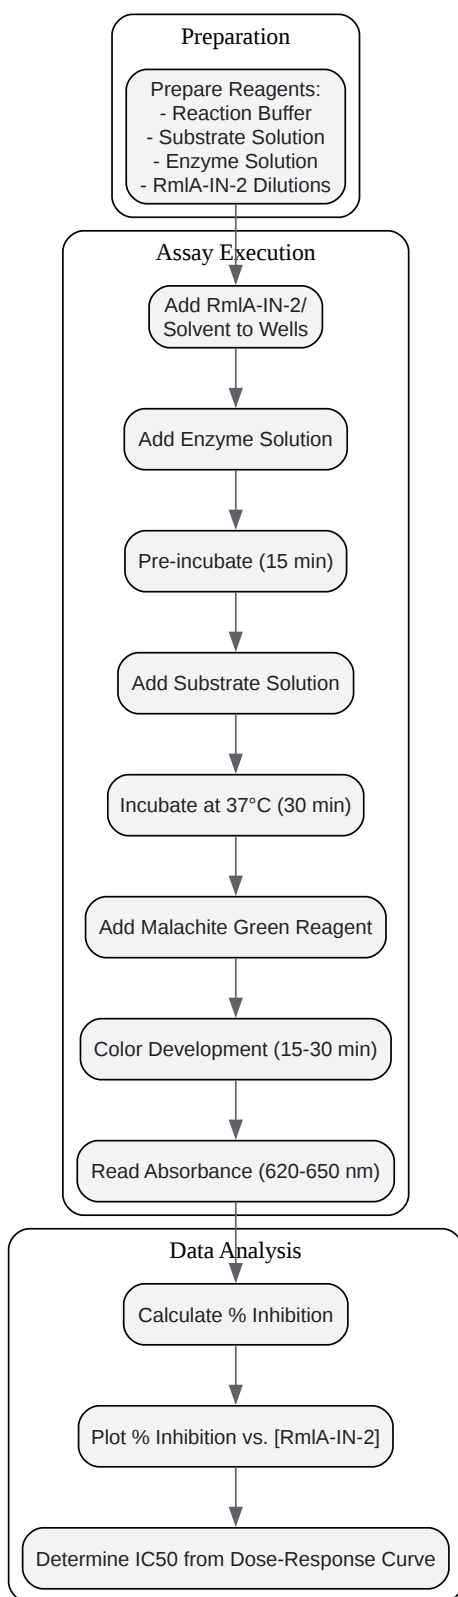 Preparation
Prepare Reagents:
- Reaction Buffer
- Substrate Solution
- Enzyme Solution
- RmlA-IN-2 Dilutions
Assay Execution
Add RmlA-IN-2/
Solvent to Wells
Add Enzyme Solution
Pre-incubate (15 min)
Add Substrate Solution
Incubate at 37°C (30 min)
Add Malachite Green Reagent
Color Development (15-30 min)
Read Absorbance (620-650 nm)
Data Analysis
Calculate % Inhibition
Plot % Inhibition vs. [RmlA-IN-2]
Determine IC50 from Dose-Response Curve